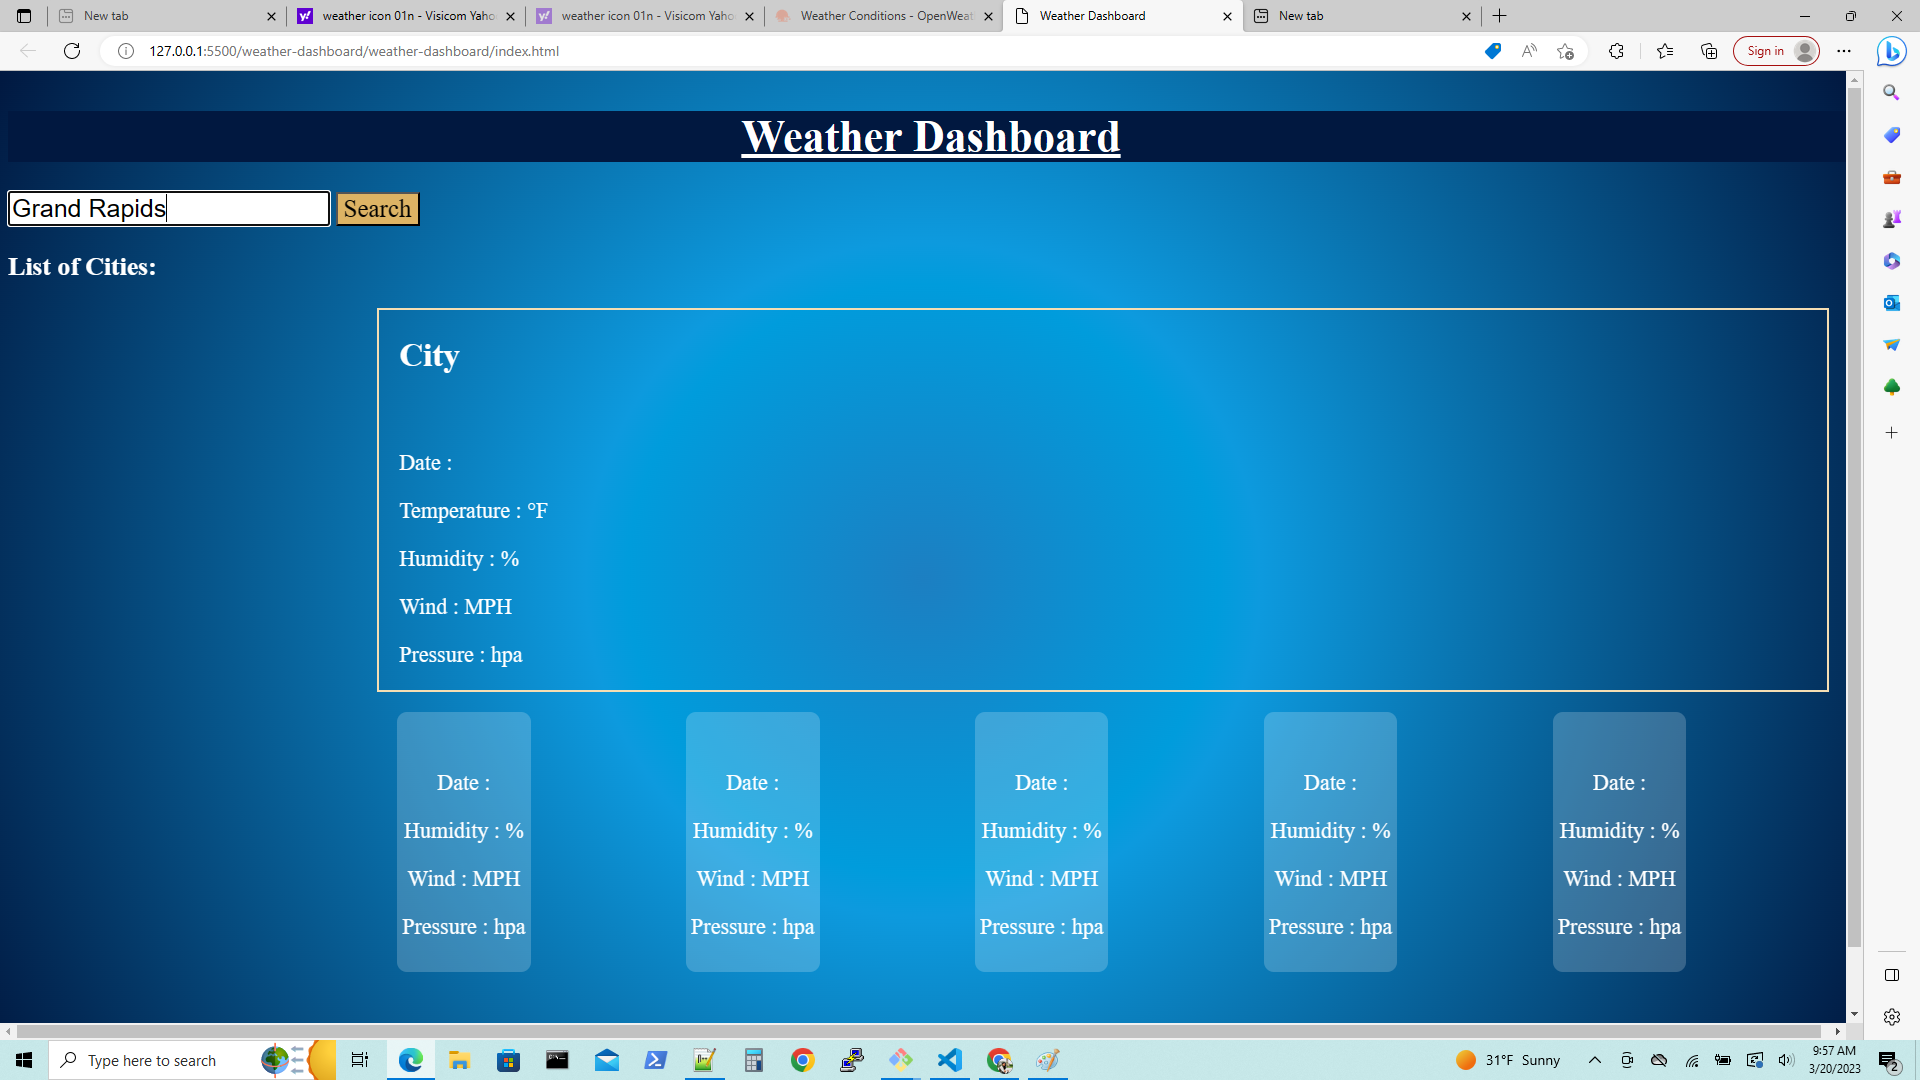 New tab
weather icon 01n - Visicom Yaho
weather icon 01n - Visicom Yaho
Weather Conditions - OpenWeat
Weather Dashboard
New tab
127.0.0.1:5500/weather-dashboard/weather-dashboard/index.html
Sign in
Weather Dashboard
Grand Rapids
Search
List of Cities:
City
Date :
Temperature : °F
Humidity : %
Wind : MPH
Pressure : hpa
Date :
Humidity : %
Wind : MPH
Pressure : hpa
Date :
Humidity : %
Wind : MPH
Pressure : hpa
Date :
Humidity : %
Wind : MPH
Pressure : hpa
Date :
Humidity : %
Wind : MPH
Pressure : hpa
Date :
Humidity : %
Wind : MPH
Pressure : hpa
Type here to search
31°F Sunny
9:57 AM
3/20/2023
2